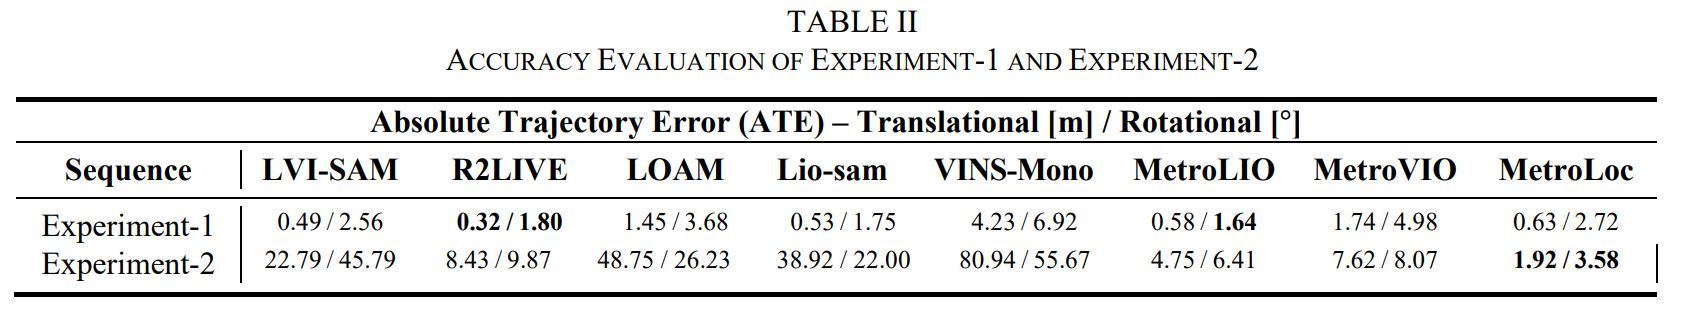 TABLE II
ACCURACY EVALUATION OF EXPERIMENT-1 AND EXPERIMENT-2
Absolute Trajectory Error (ATE) – Translational [m] / Rotational [°]
Sequence LVI-SAM R2LIVE LOAM Lio-sam VINS-Mono MetroLIO MetroVIO MetroLoc
Experiment-1 0.49 / 2.56 0.32 / 1.80 1.45 / 3.68 0.53 / 1.75 4.23 / 6.92 0.58 / 1.64 1.74 / 4.98 0.63 / 2.72
Experiment-2 22.79 / 45.79 8.43 / 9.87 48.75 / 26.23 38.92 / 22.00 80.94 / 55.67 4.75 / 6.41 7.62 / 8.07 1.92 / 3.58